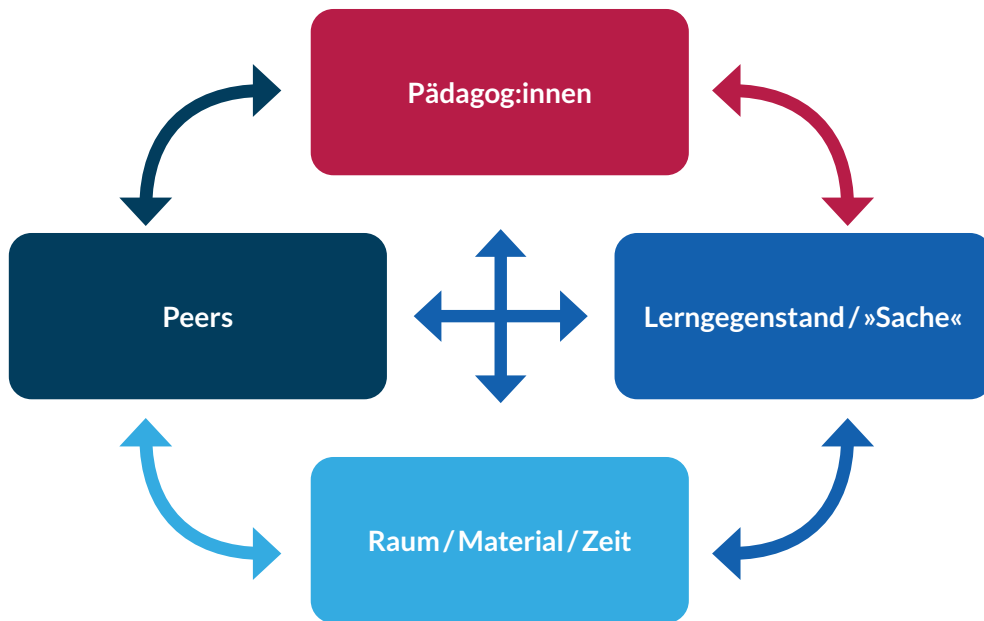 Pädagog:innen
Peers
Lerngegenstand / »Sache«
Raum / Material / Zeit